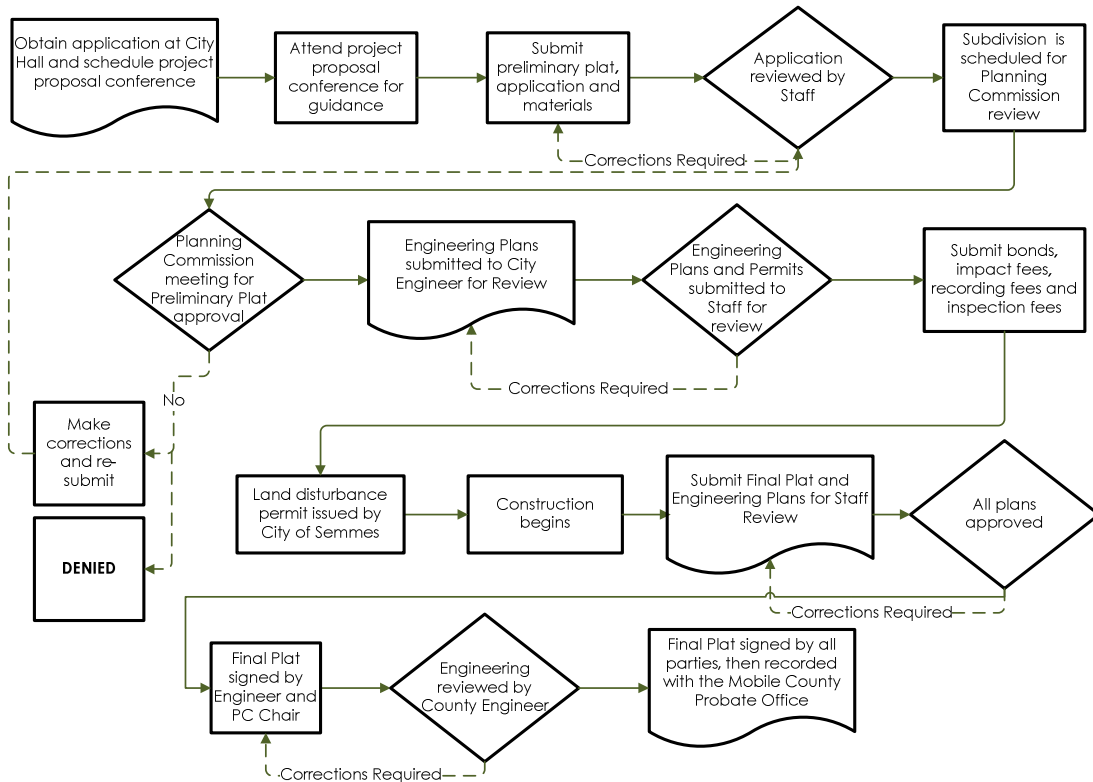 Obtain application at City
Hall and schedule project
proposal conference
Attend project
proposal
conference for
guidance
Submit
preliminary plat,
application and
materials
Application
reviewed by
Staff
Subdivision is
scheduled for
Planning
Commission
review
Corrections Required
Planning
Commission
meeting for
Preliminary Plat
approval
Engineering Plans
submitted to City
Engineer for Review
Engineering
Plans and Permits
submitted to
Staff for
review
Submit bonds,
impact fees,
recording fees and
inspection fees
Corrections Required
No
Make
corrections
and re-
submit
DENIED
Land disturbance
permit issued by
City of Semmes
Construction
begins
Submit Final Plat and
Engineering Plans for Staff
Review
All plans
approved
Corrections Required
Final Plat
signed by
Engineer and
PC Chair
Engineering
reviewed by
County Engineer
Final Plat signed by all
parties, then recorded
with the Mobile County
Probate Office
Corrections Required